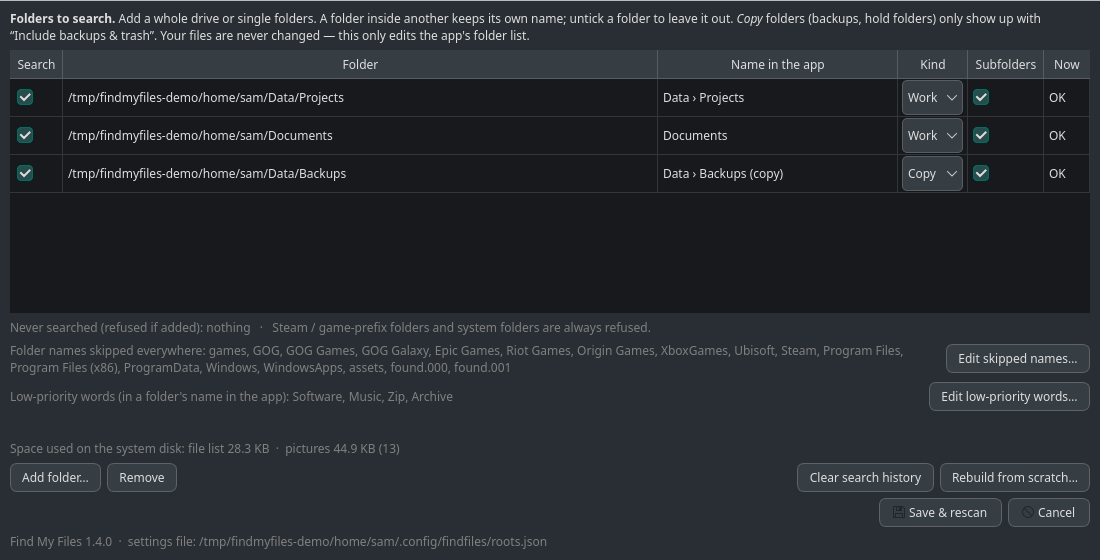 Folders to search. Add a whole drive or single folders. A folder inside another keeps its own name; untick a folder to leave it out. Copy folders (backups, hold folders) only show up with
“Include backups & trash”. Your files are never changed — this only edits the app's folder list.
Search Folder Name in the app Kind Subfolders Now
/tmp/findmyfiles-demo/home/sam/Data/Projects Data › Projects Work OK
/tmp/findmyfiles-demo/home/sam/Documents Documents Work OK
/tmp/findmyfiles-demo/home/sam/Data/Backups Data › Backups (copy) Copy OK
Never searched (refused if added): nothing · Steam / game-prefix folders and system folders are always refused.
Folder names skipped everywhere: games, GOG, GOG Games, GOG Galaxy, Epic Games, Riot Games, Origin Games, XboxGames, Ubisoft, Steam, Program Files,
Program Files (x86), ProgramData, Windows, WindowsApps, assets, found.000, found.001
Edit skipped names...
Low-priority words (in a folder's name in the app): Software, Music, Zip, Archive
Edit low-priority words...
Space used on the system disk: file list 28.3 KB · pictures 44.9 KB (13)
Add folder... Remove Clear search history Rebuild from scratch...
Save & rescan Cancel
Find My Files 1.4.0 · settings file: /tmp/findmyfiles-demo/home/sam/.config/findfiles/roots.json